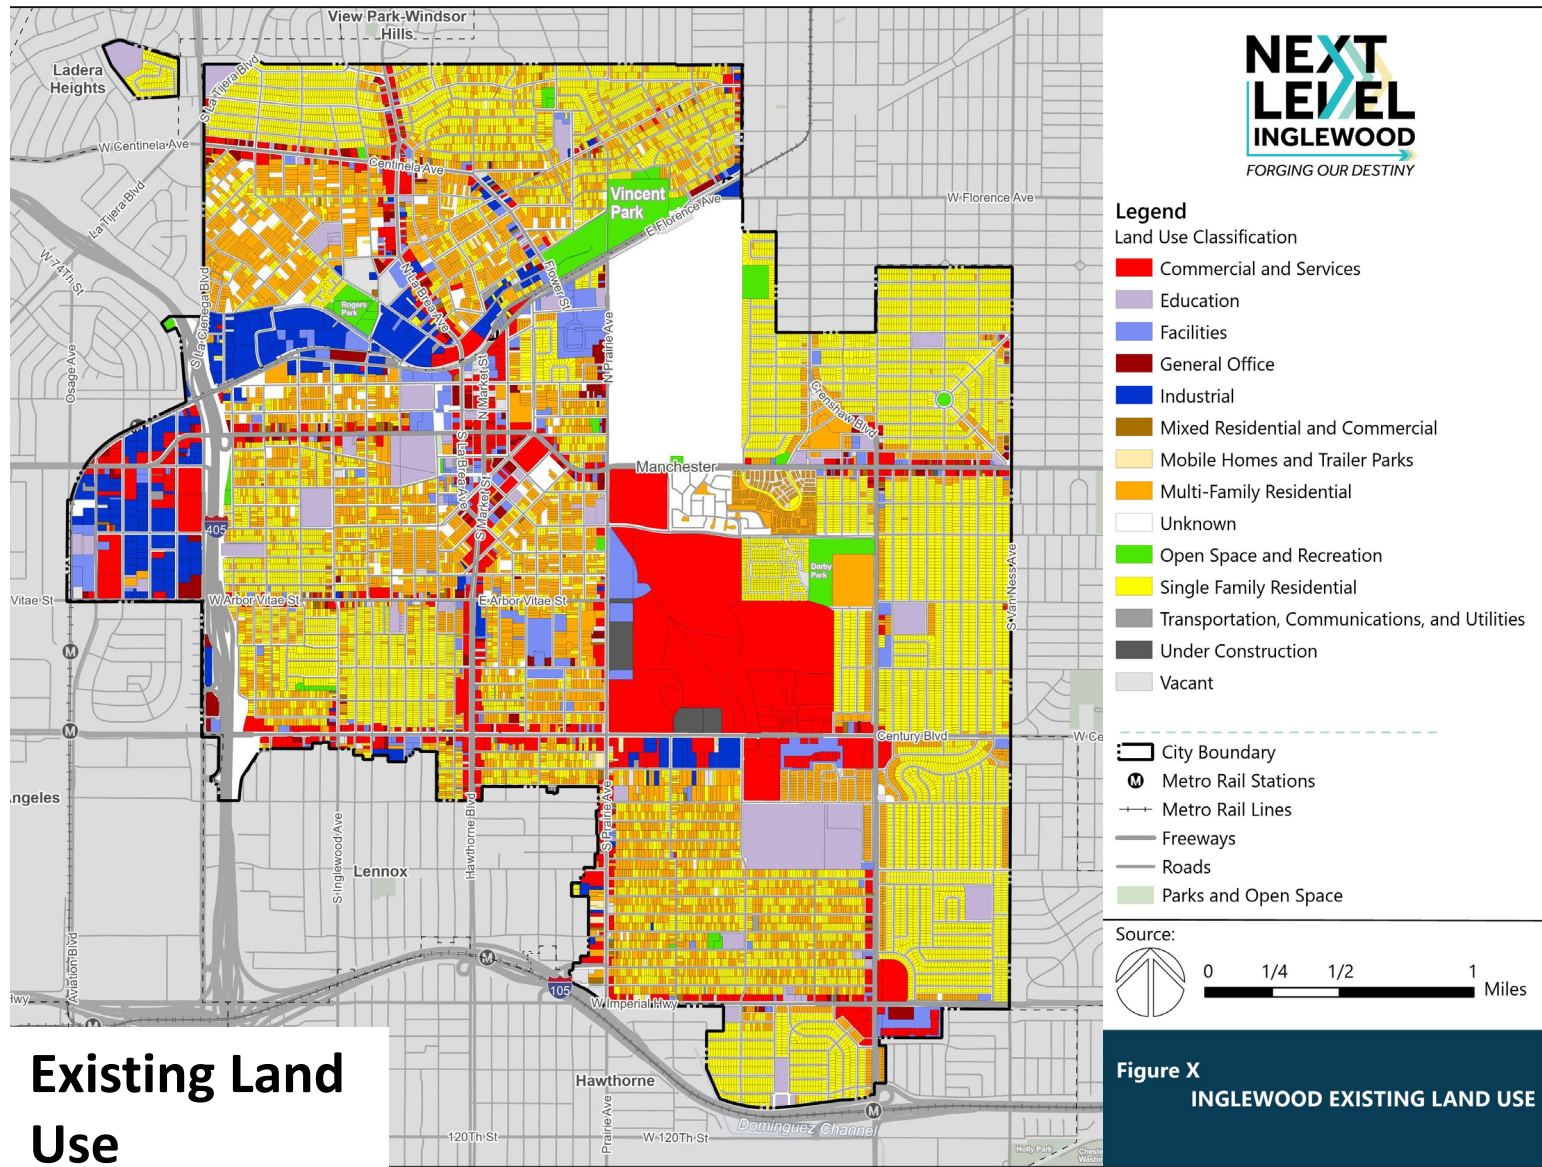 View Park-Windsor
Hills
Ladera
Heights
S La Tijera Blvd
W Centinela Ave
Centinela Ave
La Tijera Blvd
W 74Th St
Vincent
Park
E Florence Ave
W Florence Ave
Flower St
N La Brea Ave
Rogers
Park
S La Cienega Blvd
Osage Ave
N Prairie Ave
N Market St
Crenshaw Blvd
Manchester
S La Brea Ave
S Market St
405
Darby
Park
S Van Ness Ave
Vitae St
W Arbor Vitae St
E Arbor Vitae St
M
M
Century Blvd
W Ce
Angeles
S Inglewood Ave
Hawthorne Blvd
S Prairie Ave
Lennox
Aviation Blvd
M
105
W Imperial Hwy
Hwy
M
Hawthorne
Prairie Ave
M
Dominguez Channel
120Th St
W 120Th St
Holly Park
Existing Land
Use
NEXT
LEVEL
INGLEWOOD
FORGING OUR DESTINY
Legend
Land Use Classification
Commercial and Services
Education
Facilities
General Office
Industrial
Mixed Residential and Commercial
Mobile Homes and Trailer Parks
Multi-Family Residential
Unknown
Open Space and Recreation
Single Family Residential
Transportation, Communications, and Utilities
Under Construction
Vacant
City Boundary
M Metro Rail Stations
Metro Rail Lines
Freeways
Roads
Parks and Open Space
Source:
0 1/4 1/2 1
Miles
Figure X
INGLEWOOD EXISTING LAND USE